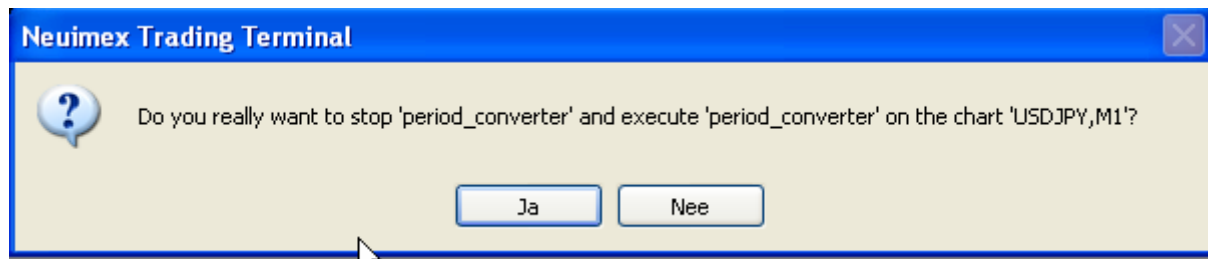 Neuimex Trading Terminal
Do you really want to stop 'period_converter' and execute 'period_converter' on the chart 'USDJPY,M1'?
Ja
Nee